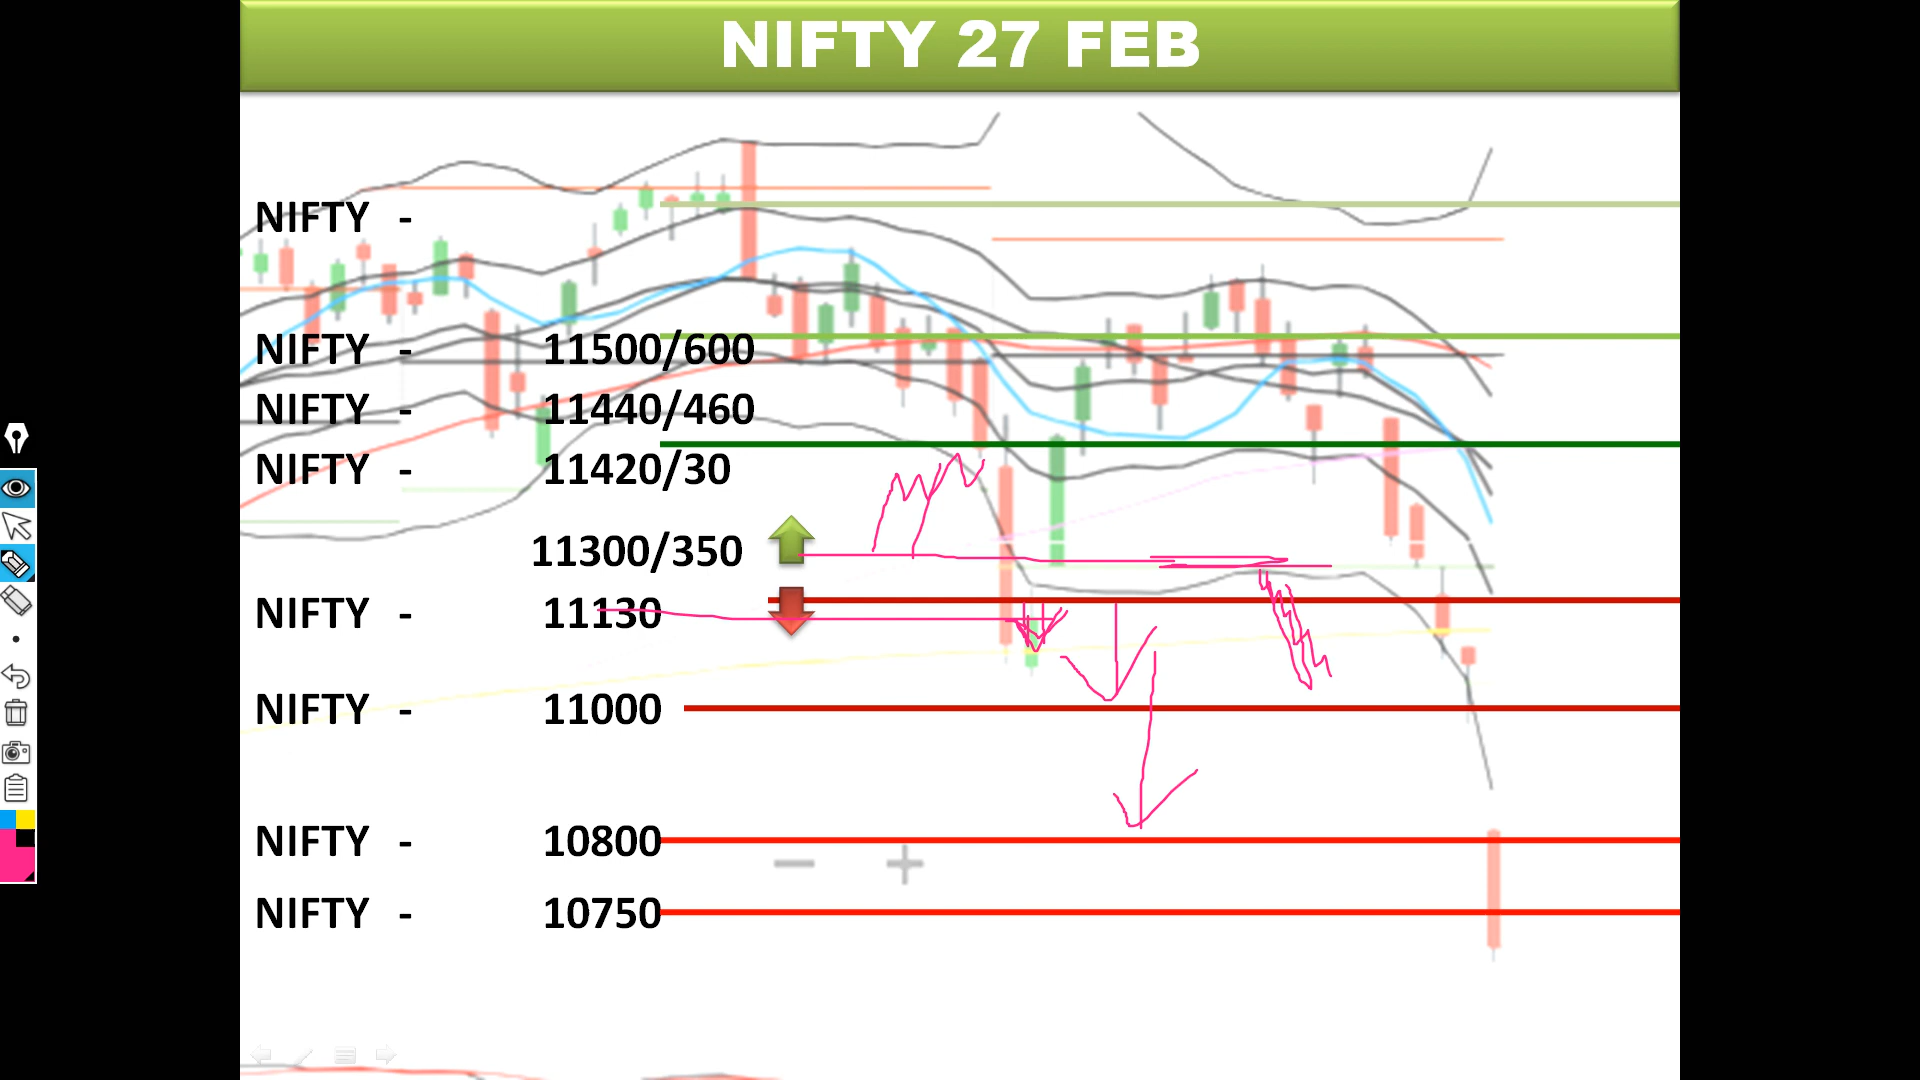 NIFTY 27 FEB
NIFTY -
NIFTY - 11500/600
NIFTY - 11440/460
NIFTY - 11420/30
11300/350
NIFTY - 11130
NIFTY - 11000
NIFTY - 10800
NIFTY - 10750